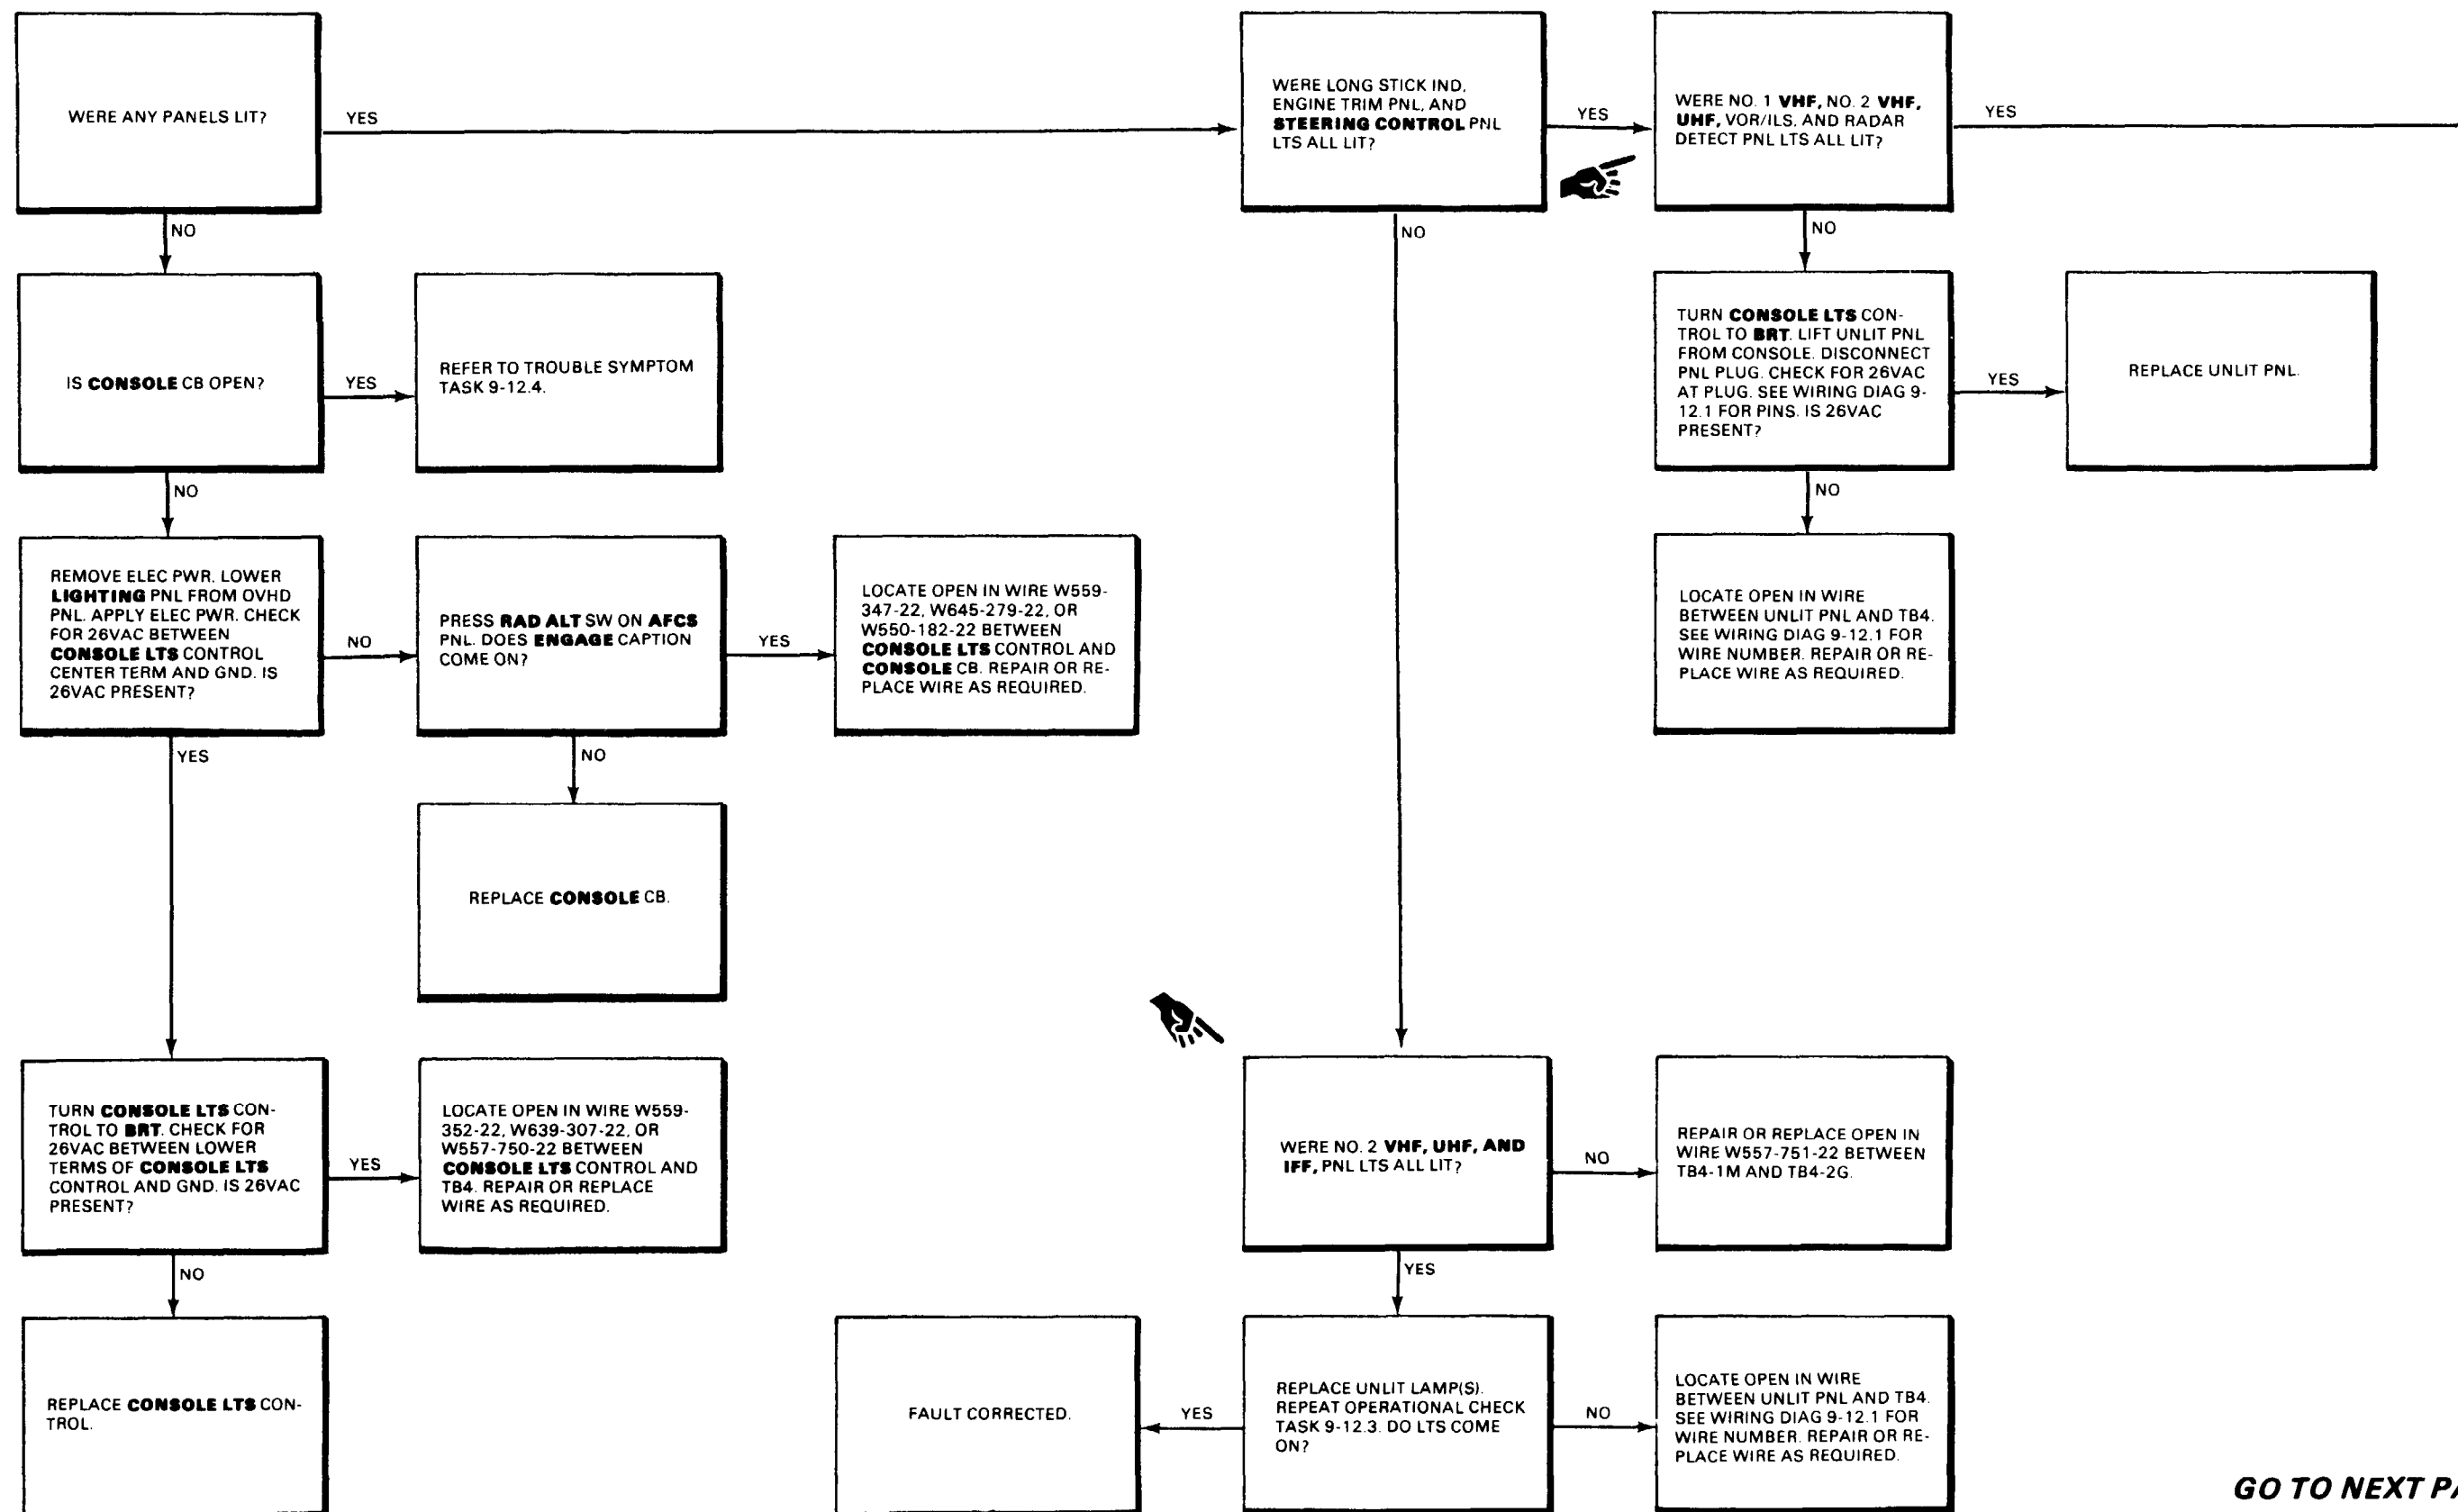 WERE ANY PANELS LIT?
YES
WERE LONG STICK IND,
ENGINE TRIM PNL, AND
STEERING CONTROL PNL
LTS ALL LIT?
YES
WERE NO. 1 VHF, NO. 2 VHF,
UHF, VOR/ILS, AND RADAR
DETECT PNL LTS ALL LIT?
YES
NO
NO
NO
IS CONSOLE CB OPEN?
YES
REFER TO TROUBLE SYMPTOM
TASK 9-12.4.
TURN CONSOLE LTS CON-
TROL TO BRT. LIFT UNLIT PNL
FROM CONSOLE. DISCONNECT
PNL PLUG. CHECK FOR 26VAC
AT PLUG. SEE WIRING DIAG 9-
12.1 FOR PINS. IS 26VAC
PRESENT?
YES
REPLACE UNLIT PNL.
NO
NO
REMOVE ELEC PWR. LOWER
LIGHTING PNL FROM OVHD
PNL. APPLY ELEC PWR. CHECK
FOR 26VAC BETWEEN
CONSOLE LTS CONTROL
CENTER TERM AND GND. IS
26VAC PRESENT?
NO
PRESS RAD ALT SW ON AFCS
PNL. DOES ENGAGE CAPTION
COME ON?
YES
LOCATE OPEN IN WIRE W559-
347-22, W645-279-22, OR
W550-182-22 BETWEEN
CONSOLE LTS CONTROL AND
CONSOLE CB. REPAIR OR RE-
PLACE WIRE AS REQUIRED.
LOCATE OPEN IN WIRE
BETWEEN UNLIT PNL AND TB4.
SEE WIRING DIAG 9-12.1 FOR
WIRE NUMBER. REPAIR OR RE-
PLACE WIRE AS REQUIRED.
YES
NO
REPLACE CONSOLE CB.
TURN CONSOLE LTS CON-
TROL TO BRT. CHECK FOR
26VAC BETWEEN LOWER
TERMS OF CONSOLE LTS
CONTROL AND GND. IS 26VAC
PRESENT?
YES
LOCATE OPEN IN WIRE W559-
352-22, W639-307-22, OR
W557-750-22 BETWEEN
CONSOLE LTS CONTROL AND
TB4. REPAIR OR REPLACE
WIRE AS REQUIRED.
WERE NO. 2 VHF, UHF, AND
IFF, PNL LTS ALL LIT?
NO
REPAIR OR REPLACE OPEN IN
WIRE W557-751-22 BETWEEN
TB4-1M AND TB4-2G.
NO
YES
REPLACE CONSOLE LTS CON-
TROL.
FAULT CORRECTED.
YES
REPLACE UNLIT LAMP(S).
REPEAT OPERATIONAL CHECK
TASK 9-12.3. DO LTS COME
ON?
NO
LOCATE OPEN IN WIRE
BETWEEN UNLIT PNL AND TB4.
SEE WIRING DIAG 9-12.1 FOR
WIRE NUMBER. REPAIR OR RE-
PLACE WIRE AS REQUIRED.
GO TO NEXT PA